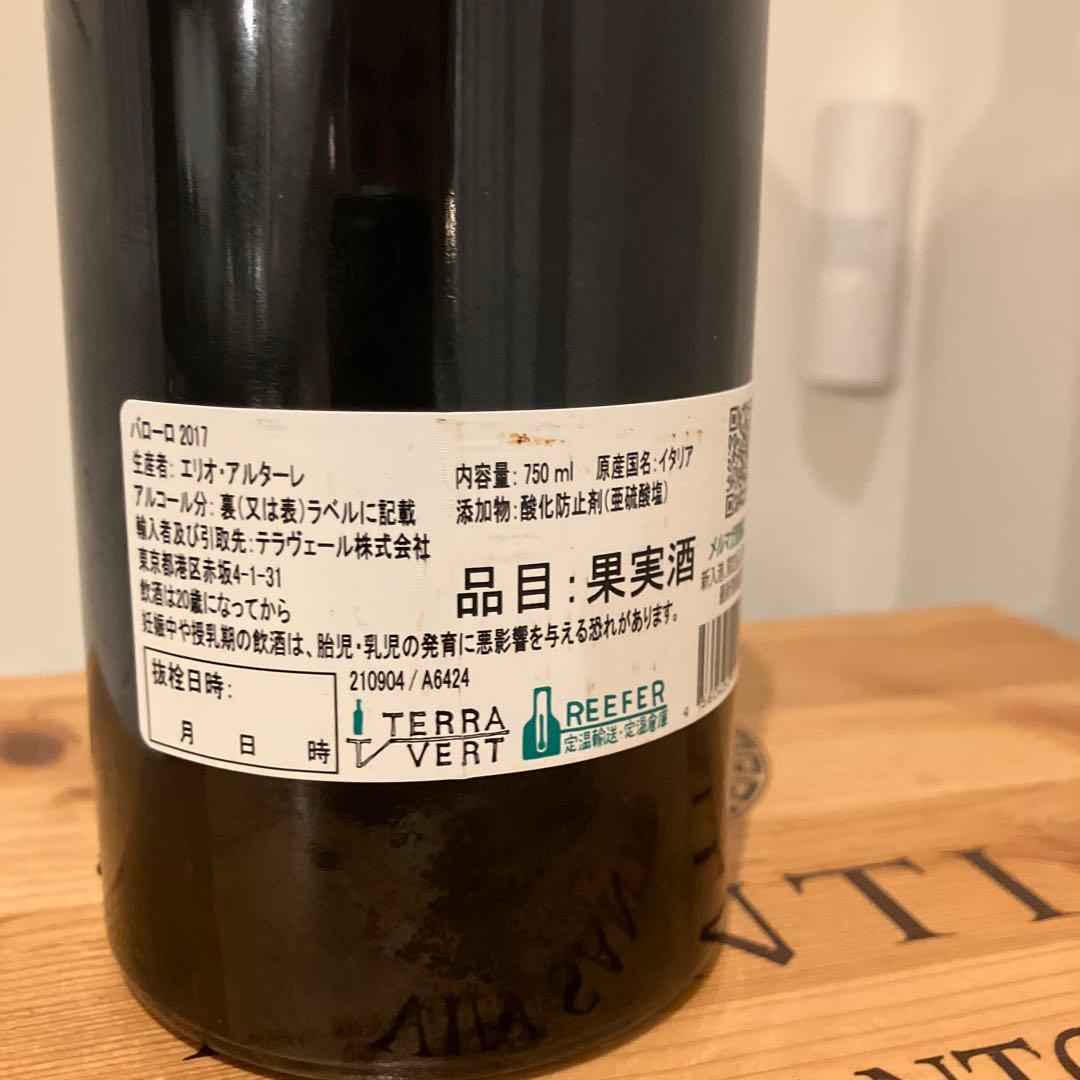 バローロ 2017
生産者: エリオ・アルターレ
アルコール分: 裏(又は表)ラベルに記載
輸入者及び引取先:テラヴェール株式会社
東京都港区赤坂4-1-31
飲酒は20歳になってから
妊娠中や授乳期の飲酒は、胎児・乳児の発育に悪影響を与える恐れがあります。
内容量: 750 ml 原産国名:イタリア
添加物:酸化防止剤(亜硫酸塩)
品目:果実酒
抜栓日時:
月 日 時
210904 / A6424
TERRA
VERT
REEFER
定温輸送・定温倉庫
メルマガ